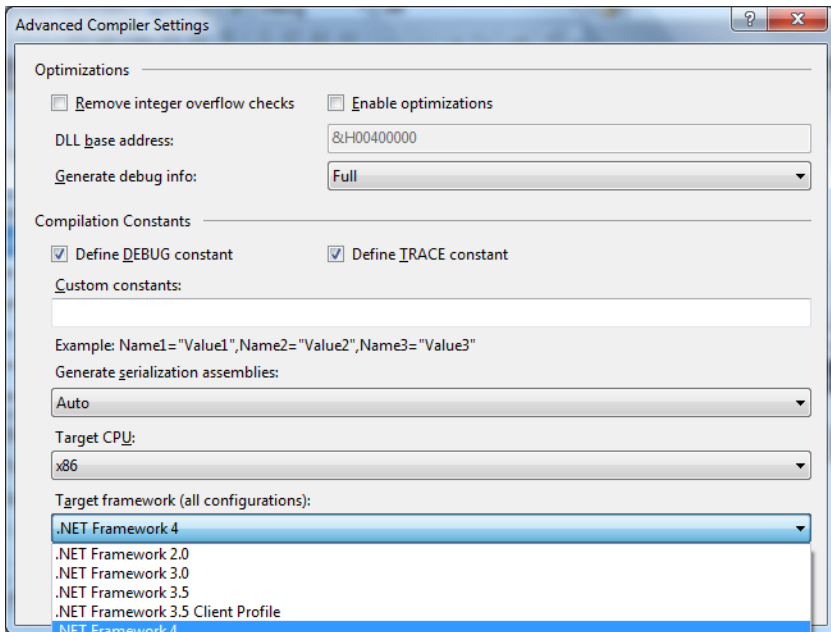 Advanced Compiler Settings
Optimizations
Remove integer overflow checks Enable optimizations
DLL base address: &H00400000
Generate debug info: Full
Compilation Constants
Define DEBUG constant Define TRACE constant
Custom constants:
Example: Name1="Value1",Name2="Value2",Name3="Value3"
Generate serialization assemblies:
Auto
Target CPU:
x86
Target framework (all configurations):
.NET Framework 4
.NET Framework 2.0
.NET Framework 3.0
.NET Framework 3.5
.NET Framework 3.5 Client Profile
.NET Framework 4